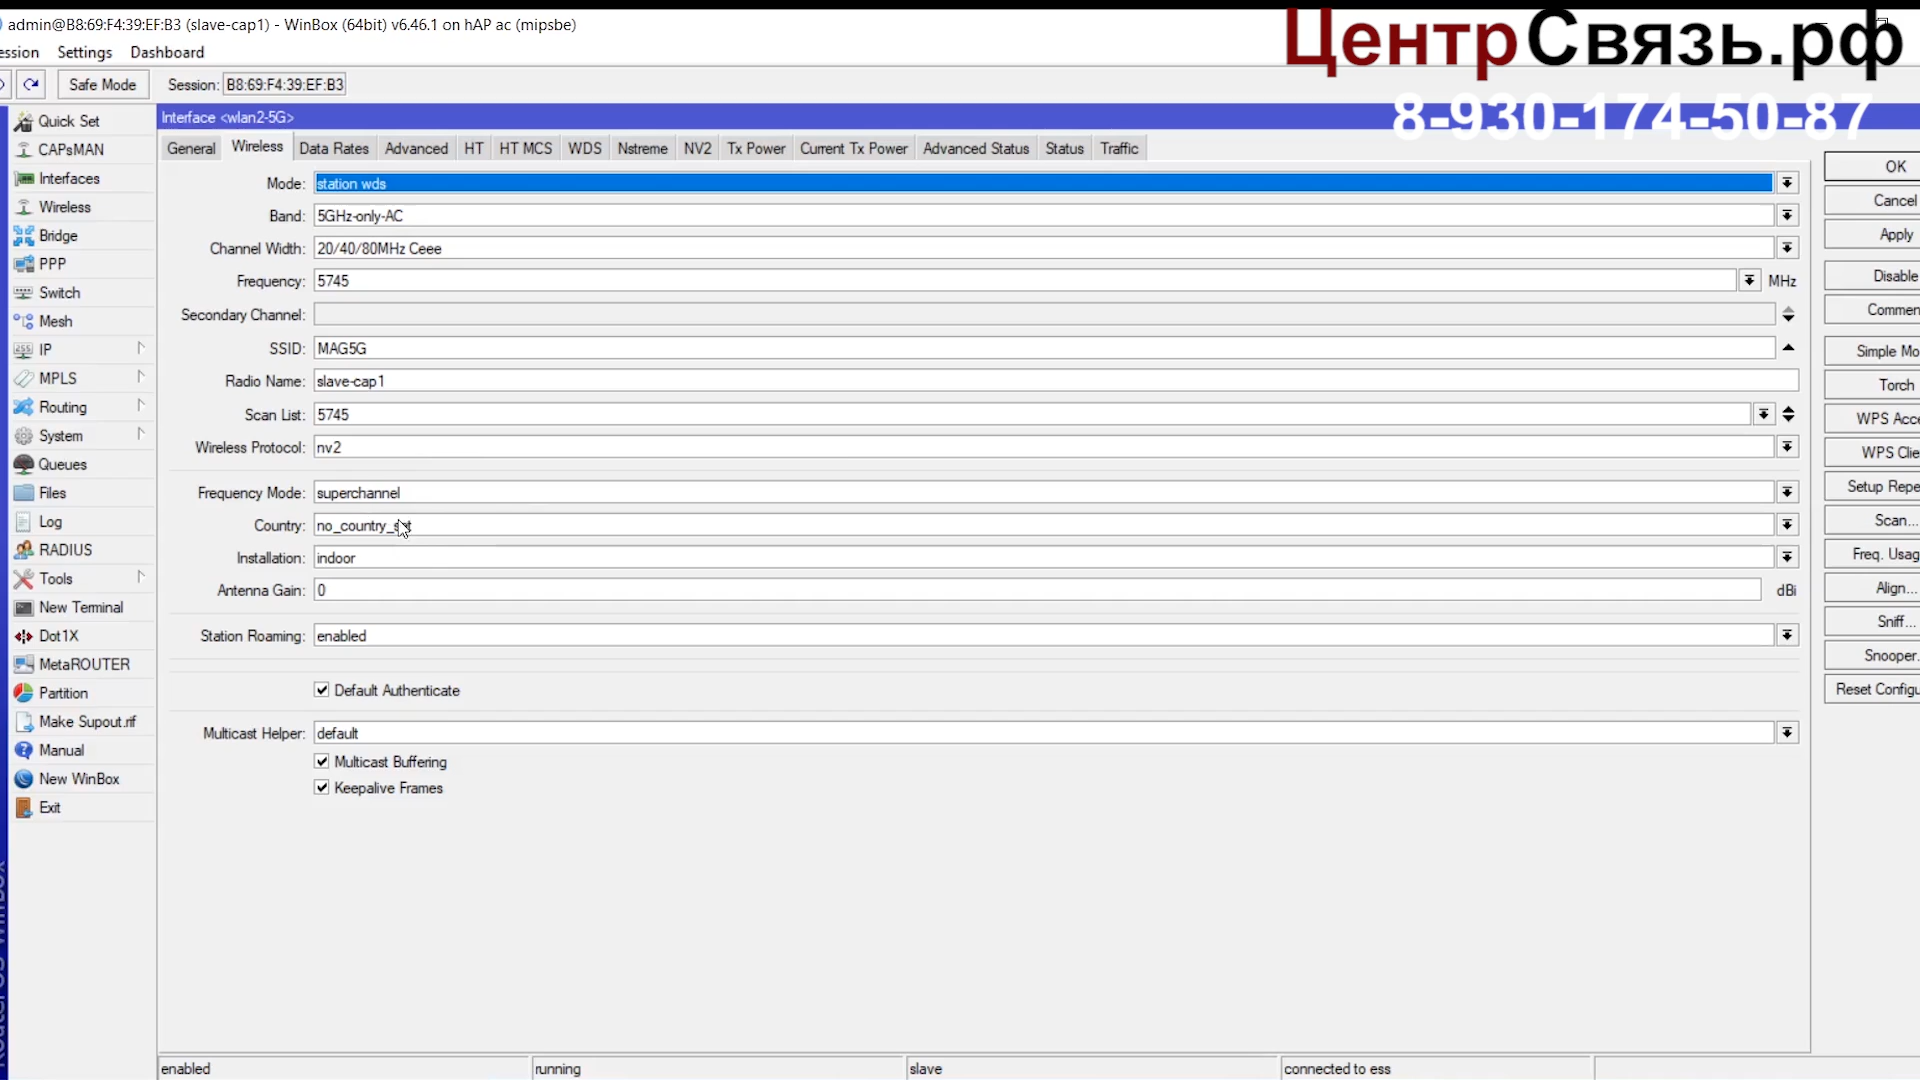 admin@B8:69:F4:39:EF:B3 (slave-cap1) - WinBox (64bit) v6.46.1 on hAP ac (mipsbe)
ЦентрСвязь.рф
8-930-174-50-87
ession Settings Dashboard
Safe Mode Session: B8:69:F4:39:EF:B3
Quick Set
CAPsMAN
Interfaces
Wireless
Bridge
PPP
Switch
Mesh
IP
MPLS
Routing
System
Queues
Files
Log
RADIUS
Tools
New Terminal
Dot1X
MetaROUTER
Partition
Make Supout.rif
Manual
New WinBox
Exit
Interface <wlan2-5G>
General Wireless Data Rates Advanced HT HT MCS WDS Nstreme NV2 Tx Power Current Tx Power Advanced Status Status Traffic
Mode: station wds
Band: 5GHz-only-AC
Channel Width: 20/40/80MHz Ceee
Frequency: 5745 MHz
Secondary Channel:
SSID: MAG5G
Radio Name: slave-cap1
Scan List: 5745
Wireless Protocol: nv2
Frequency Mode: superchannel
Country: no_country_set
Installation: indoor
Antenna Gain: 0 dBi
Station Roaming: enabled
Default Authenticate
Multicast Helper: default
Multicast Buffering
Keepalive Frames
OK
Cancel
Apply
Disable
Commen
Simple Mo
Torch
WPS Acce
WPS Clie
Setup Repe
Scan...
Freq. Usag
Align...
Sniff...
Snooper.
Reset Configu
enabled running slave connected to ess